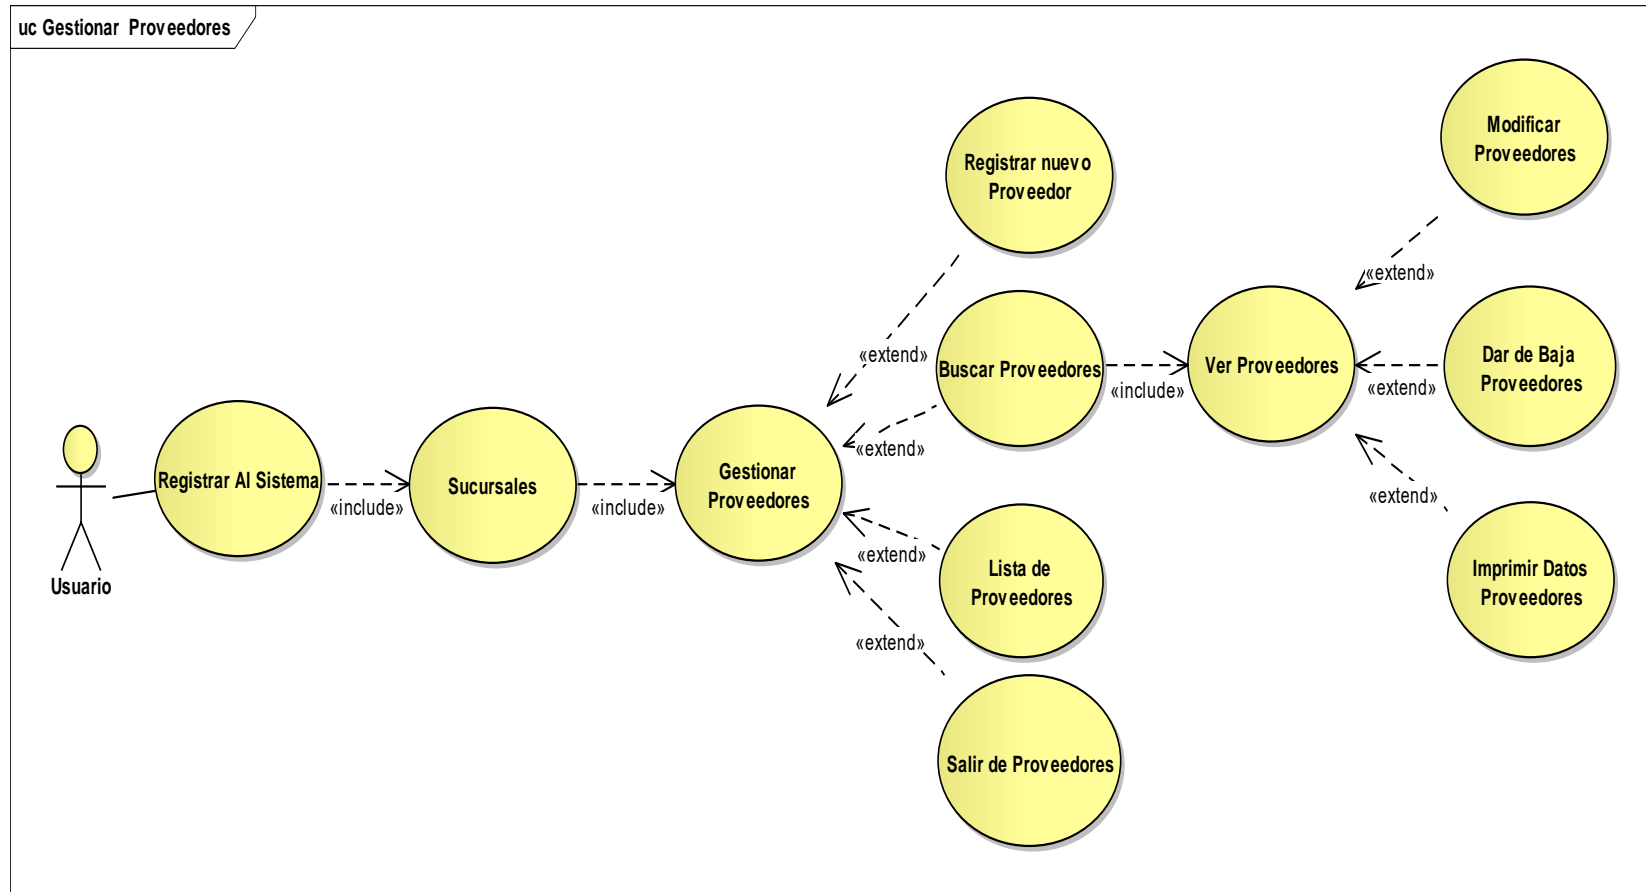 uc Gestionar Proveedores
Usuario
Registrar Al Sistema
«include»
Sucursales
«include»
Gestionar
Proveedores
«extend»
«extend»
«extend»
«extend»
Registrar nuevo
Proveedor
Buscar Proveedores
Lista de
Proveedores
Salir de Proveedores
«include»
Ver Proveedores
«extend»
«extend»
«extend»
Modificar
Proveedores
Dar de Baja
Proveedores
Imprimir Datos
Proveedores